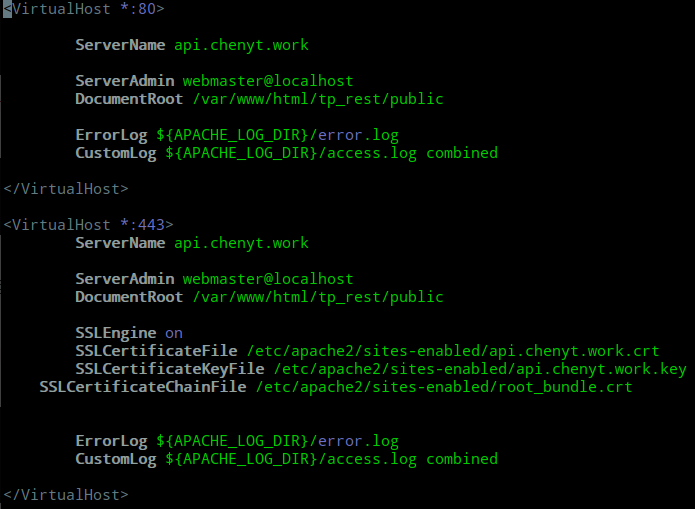 <VirtualHost *:80>
ServerName api.chenyt.work
ServerAdmin webmaster@localhost
DocumentRoot /var/www/html/tp_rest/public
ErrorLog ${APACHE_LOG_DIR}/error.log
CustomLog ${APACHE_LOG_DIR}/access.log combined
</VirtualHost>
<VirtualHost *:443>
ServerName api.chenyt.work
ServerAdmin webmaster@localhost
DocumentRoot /var/www/html/tp_rest/public
SSLEngine on
SSLCertificateFile /etc/apache2/sites-enabled/api.chenyt.work.crt
SSLCertificateKeyFile /etc/apache2/sites-enabled/api.chenyt.work.key
SSLCertificateChainFile /etc/apache2/sites-enabled/root_bundle.crt
ErrorLog ${APACHE_LOG_DIR}/error.log
CustomLog ${APACHE_LOG_DIR}/access.log combined
</VirtualHost>